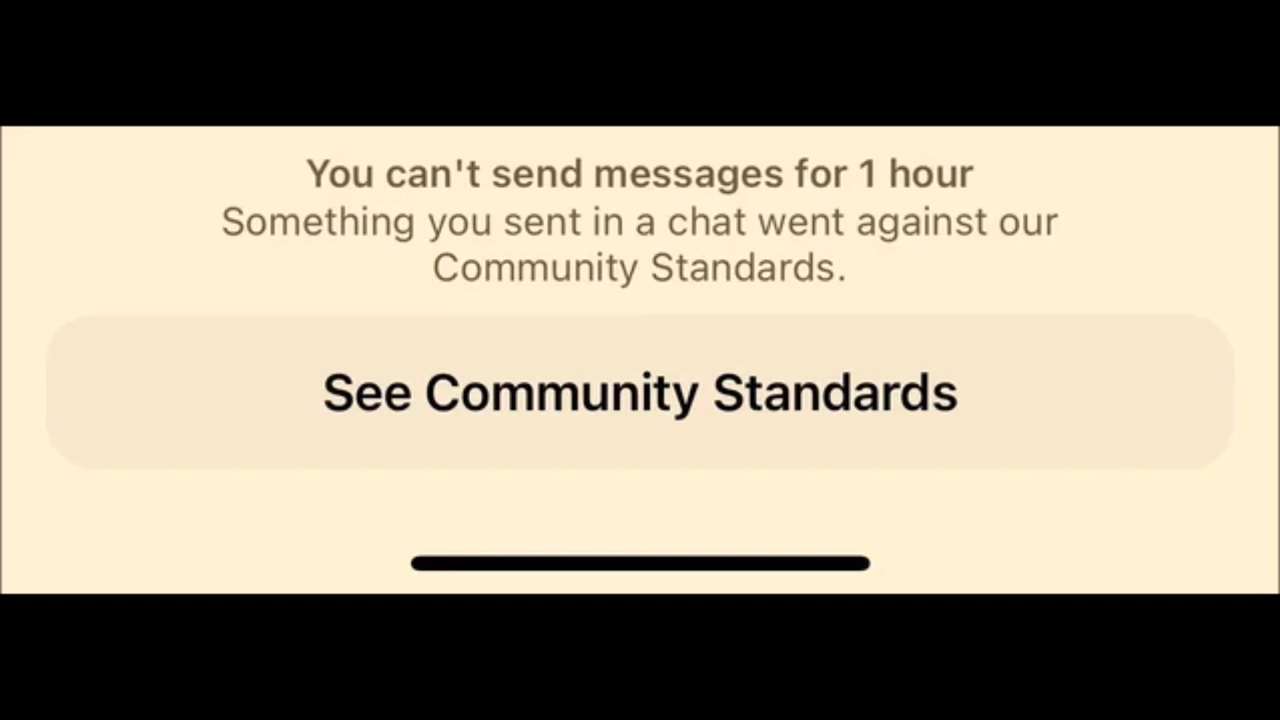 You can't send messages for 1 hour
Something you sent in a chat went against our
Community Standards.
See Community Standards